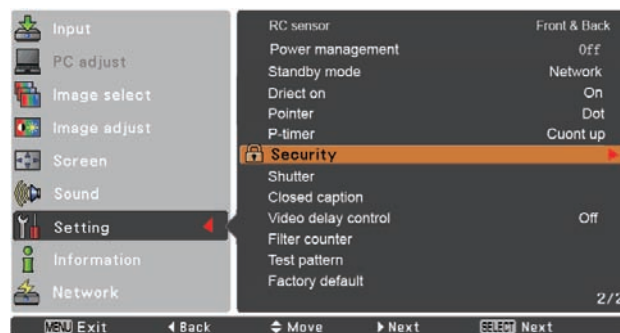 Input
PC adjust
Image select
Image adjust
Screen
Sound
Setting
Information
Network
RC sensor Front & Back
Power management Off
Standby mode Network
Driect on On
Pointer Dot
P-timer Cuont up
Security
Shutter
Closed caption
Video delay control Off
Filter counter
Test pattern
Factory default
2/2
MENU Exit Back Move Next SELECT Next